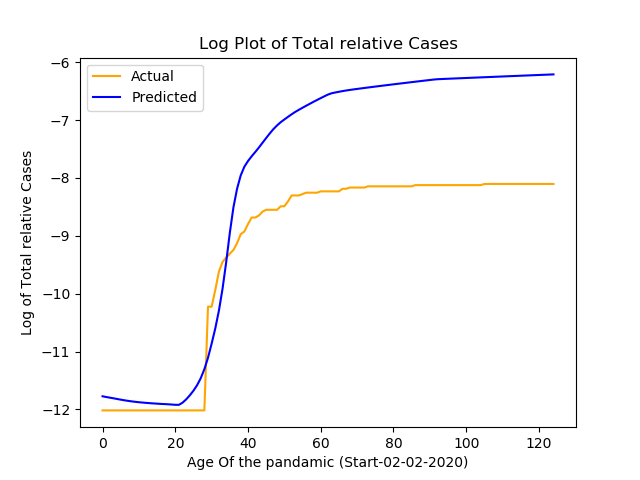 Log Plot of Total relative Cases
Actual
Predicted
−6
−7
−8
−9
−10
−11
−12
Log of Total relative Cases
0 20 40 60 80 100 120
Age Of the pandamic (Start-02-02-2020)